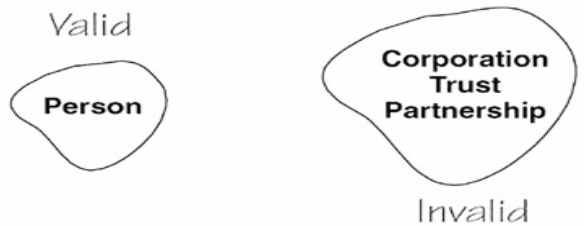 Valid
Person
Corporation
Trust
Partnership
Invalid